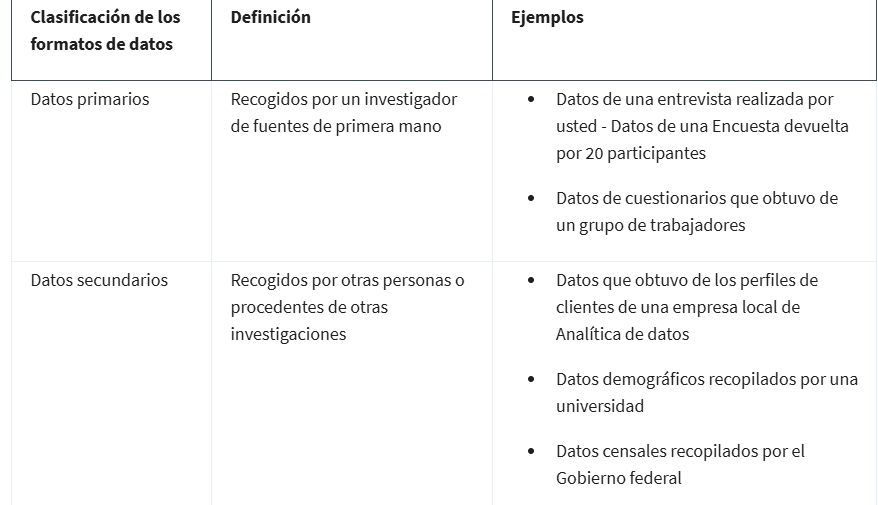 Clasificación de los
formatos de datos
Definición
Ejemplos
Datos primarios
Recogidos por un investigador
de fuentes de primera mano
Datos de una entrevista realizada por
usted - Datos de una Encuesta devuelta
por 20 participantes
Datos de cuestionarios que obtuvo de
un grupo de trabajadores
Datos secundarios
Recogidos por otras personas o
procedentes de otras
investigaciones
Datos que obtuvo de los perfiles de
clientes de una empresa local de
Analítica de datos
Datos demográficos recopilados por una
universidad
Datos censales recopilados por el
Gobierno federal